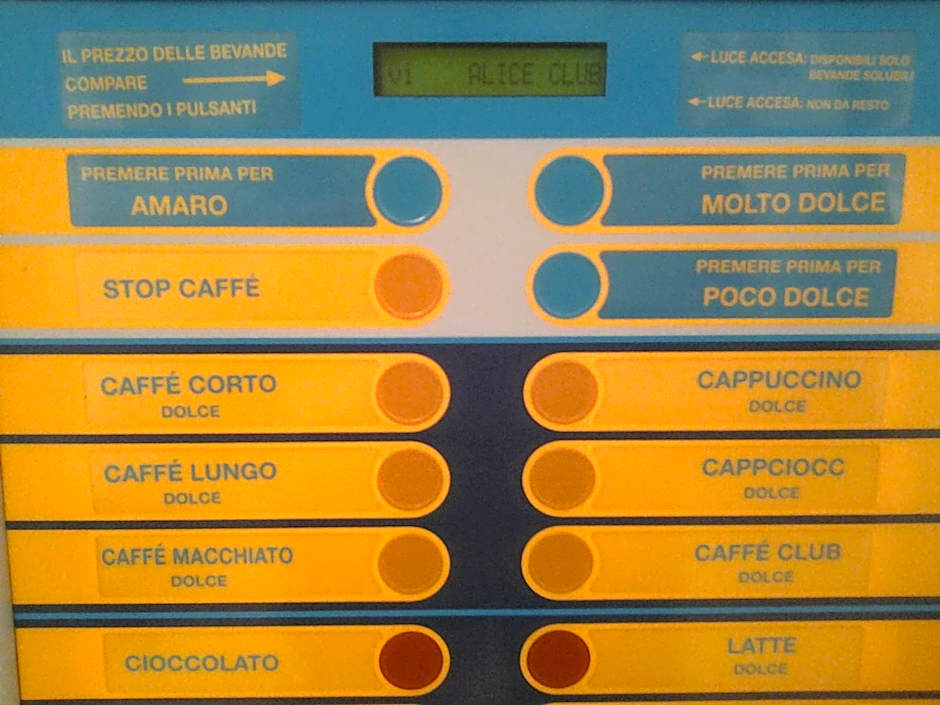 IL PREZZO DELLE BEVANDE
COMPARE
PREMENDO I PULSANTI
V1 ALICE CLUB
LUCE ACCESA: DISPONIBILI SOLO
BEVANDE SOLUBILI
LUCE ACCESA: NON DA RESTO
PREMERE PRIMA PER
AMARO
PREMERE PRIMA PER
MOLTO DOLCE
STOP CAFFÉ
PREMERE PRIMA PER
POCO DOLCE
CAFFÉ CORTO
DOLCE
CAPPUCCINO
DOLCE
CAFFÉ LUNGO
DOLCE
CAPPCIOCC
DOLCE
CAFFÉ MACCHIATO
DOLCE
CAFFÉ CLUB
DOLCE
CIOCCOLATO
LATTE
DOLCE